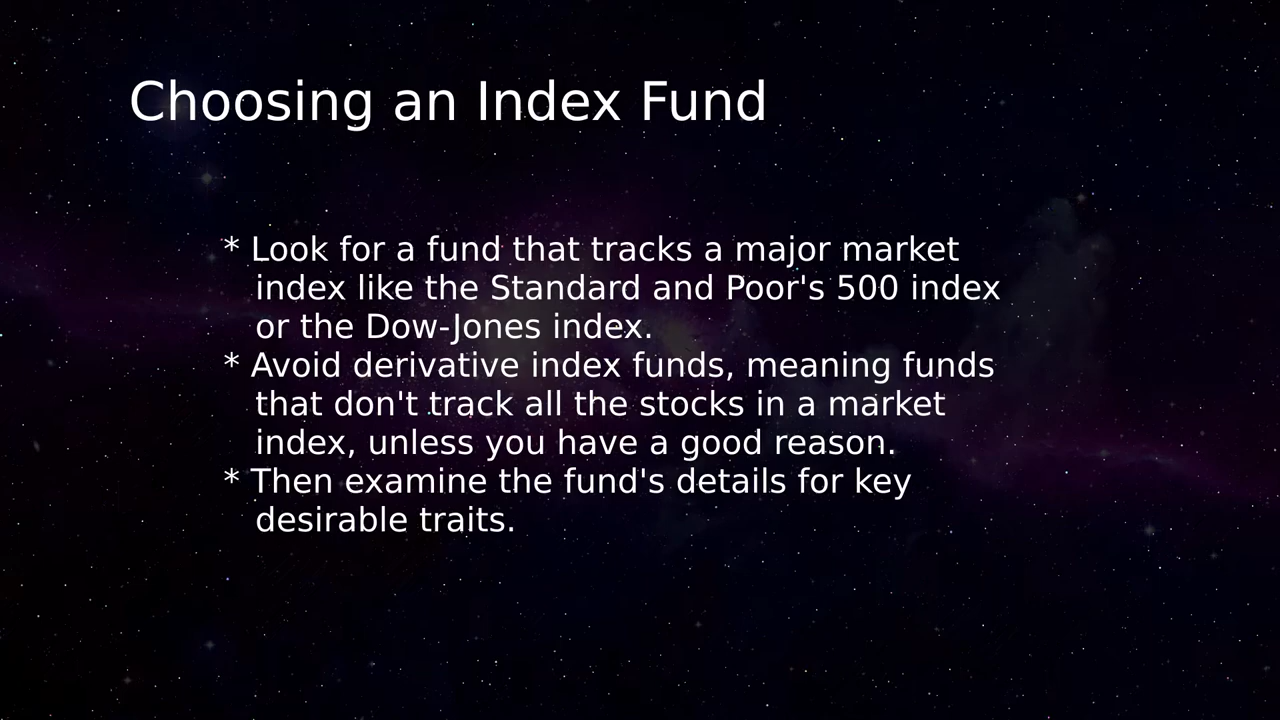 Choosing an Index Fund
* Look for a fund that tracks a major market
index like the Standard and Poor's 500 index
or the Dow-Jones index.
* Avoid derivative index funds, meaning funds
that don't track all the stocks in a market
index, unless you have a good reason.
* Then examine the fund's details for key
desirable traits.